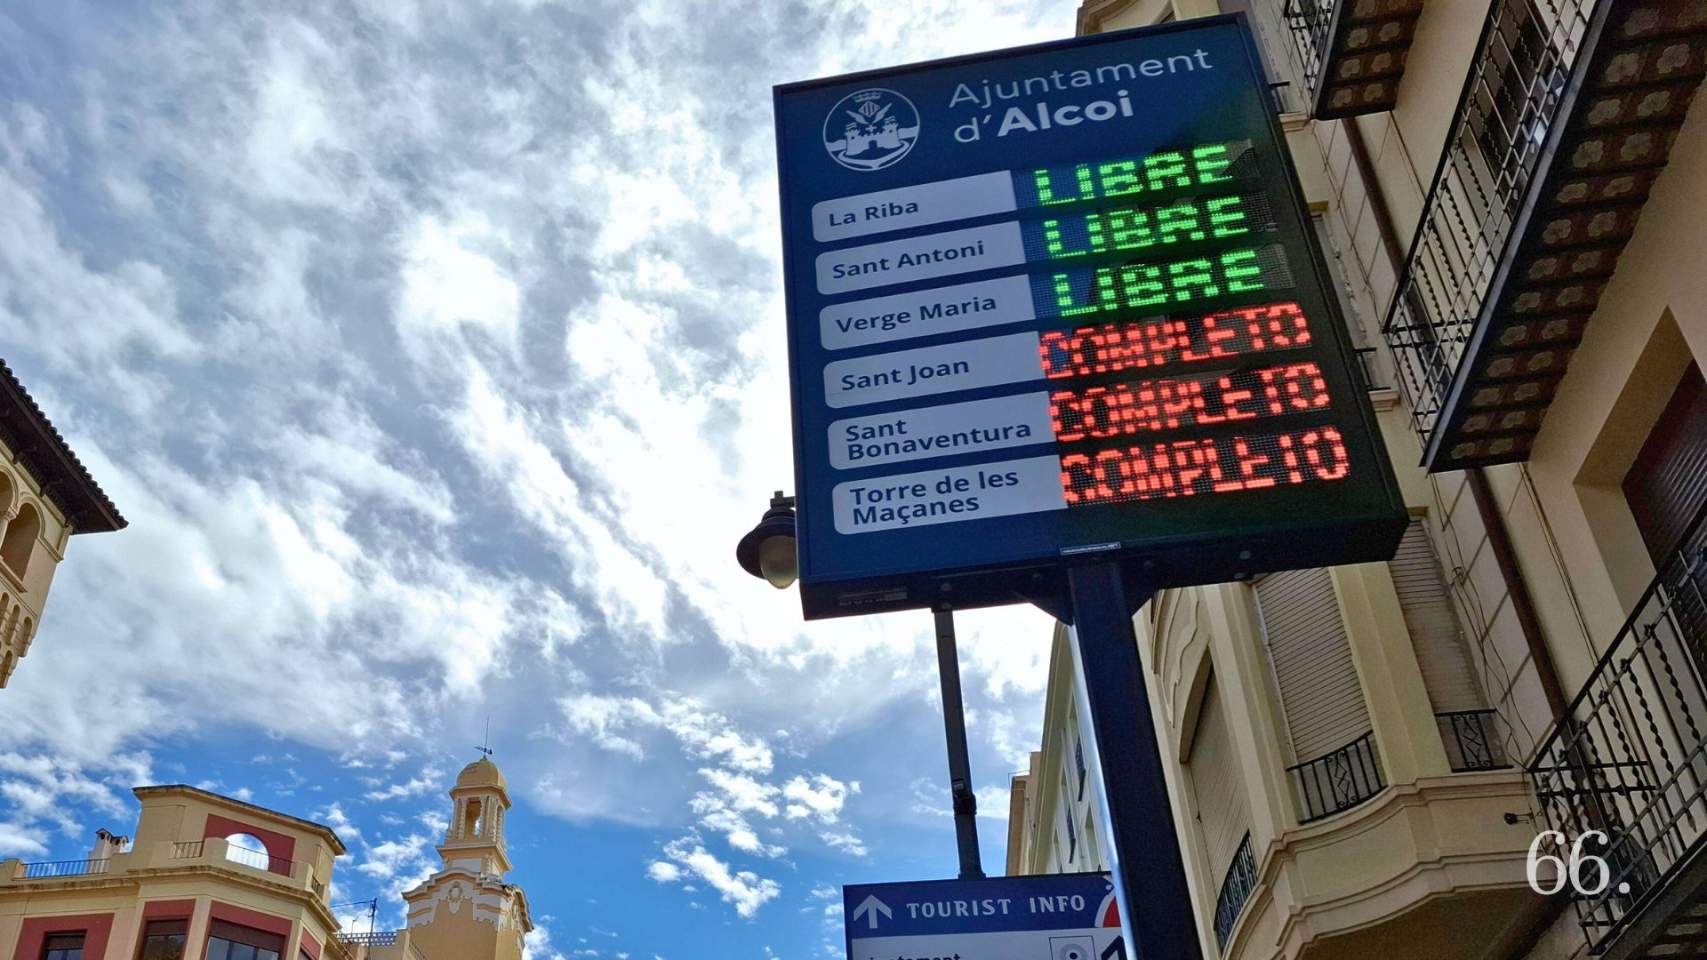 Ajuntament
d'Alcoi
La Riba LIBRE
Sant Antoni LIBRE
Verge Maria LIBRE
Sant Joan COMPLETO
Sant
Bonaventura COMPLETO
Torre de les
Maçanes COMPLETO
TOURIST INFO
66.